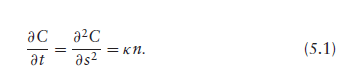 ∂C/∂t = ∂²C/∂s² = κn. (5.1)